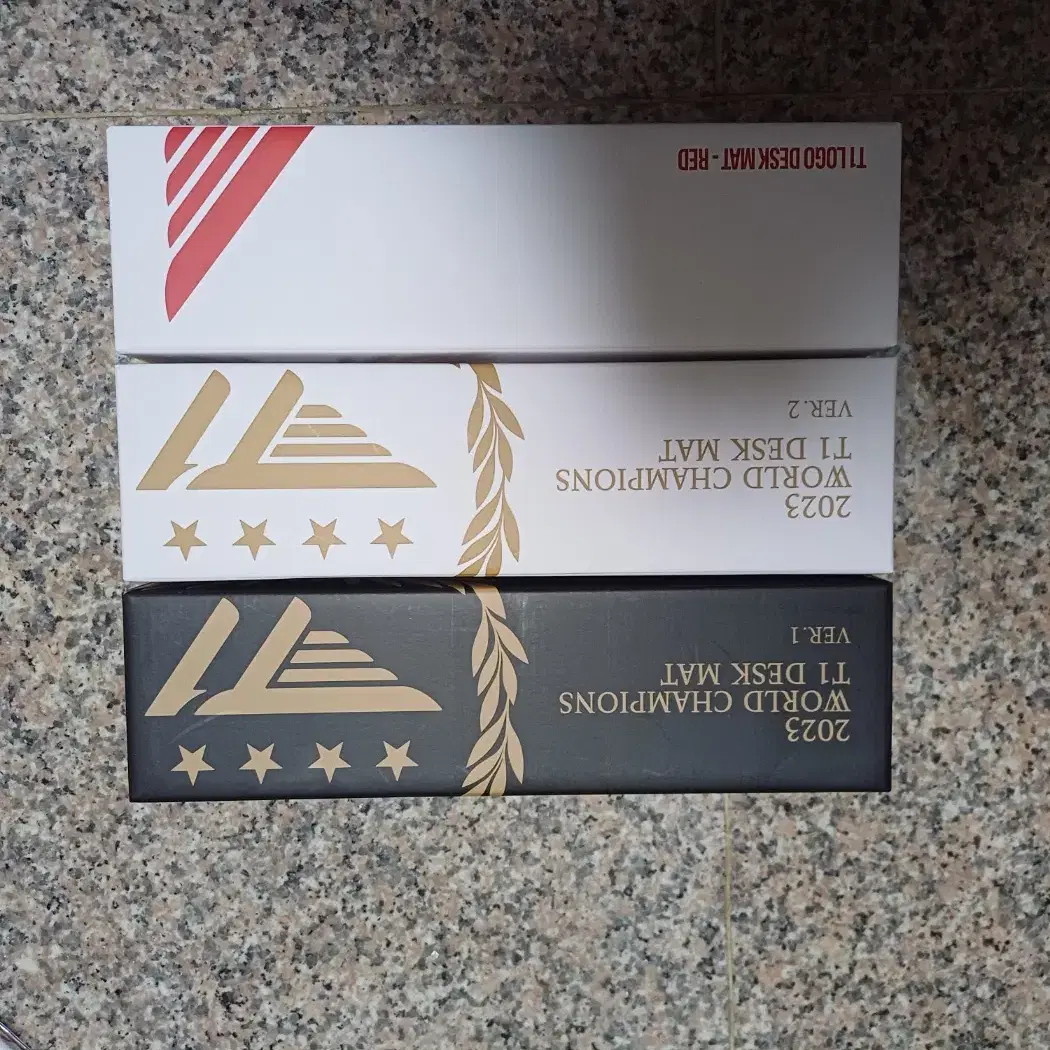 T1 LOGO DESK MAT - RED
2023
WORLD CHAMPIONS
T1 DESK MAT
VER.2
2023
WORLD CHAMPIONS
T1 DESK MAT
VER.1